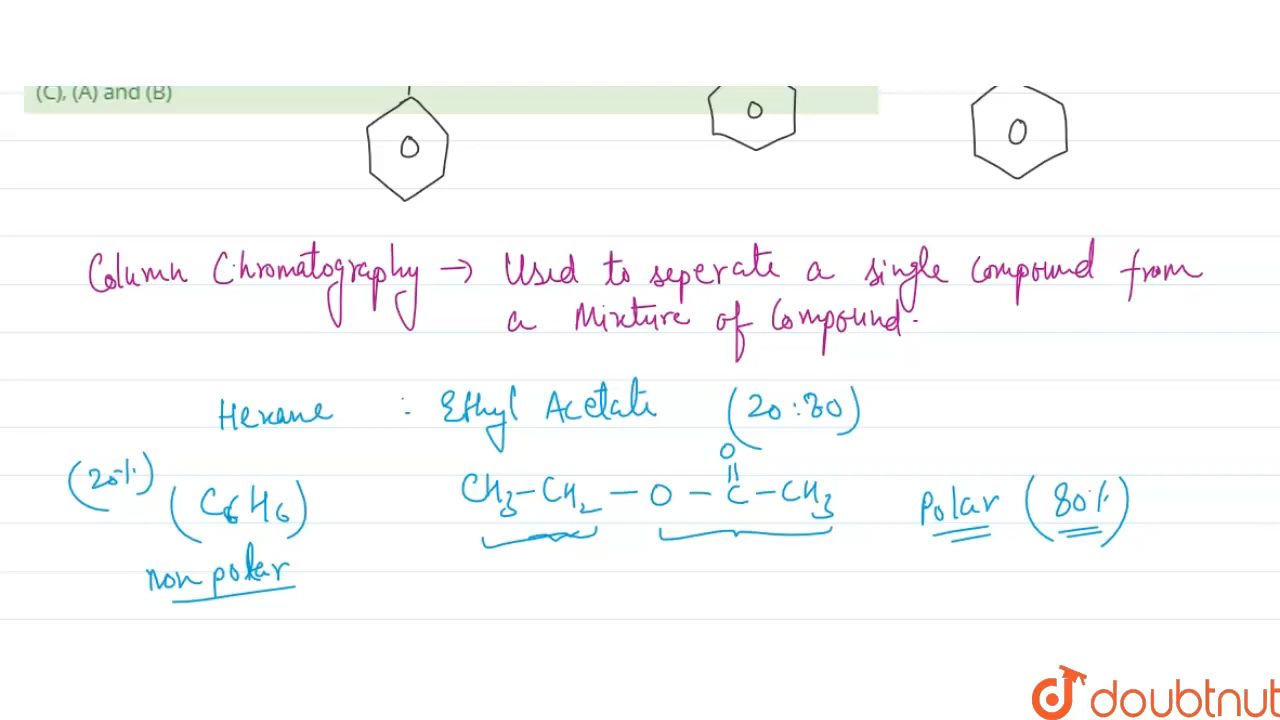 (C), (A) and (B)
Column Chromatography → Used to seperate a single compound from
a Mixture of Compound.
Hexane : Ethyl Acetate (20:80)
(20%) (C6H6) CH3-CH2-O-C-CH3 Polar (80%)
O
non polar
doubtnut